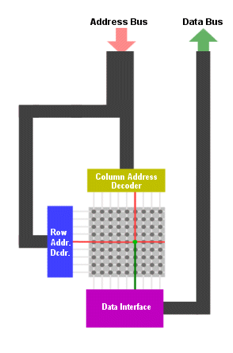 Address Bus
Data Bus
Column Address
Decoder
Row
Addr.
Dcdr.
Data Interface